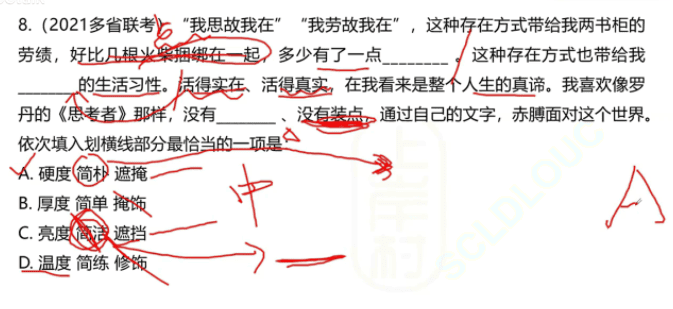 8.（2021多省联考）“我思故我在”“我劳故我在”，这种存在方式带给我两书柜的
劳绩，好比几根火柴捆绑在一起，多少有了一点________。这种存在方式也带给我
________的生活习性。活得实在、活得真实，在我看来是整个人生的真谛。我喜欢像罗
丹的《思考者》那样，没有________、没有装点，通过自己的文字，赤膊面对这个世界。
依次填入划横线部分最恰当的一项是
A. 硬度 简朴 遮掩
B. 厚度 简单 掩饰
C. 亮度 简洁 遮挡
D. 温度 简练 修饰
中
A
上岸村